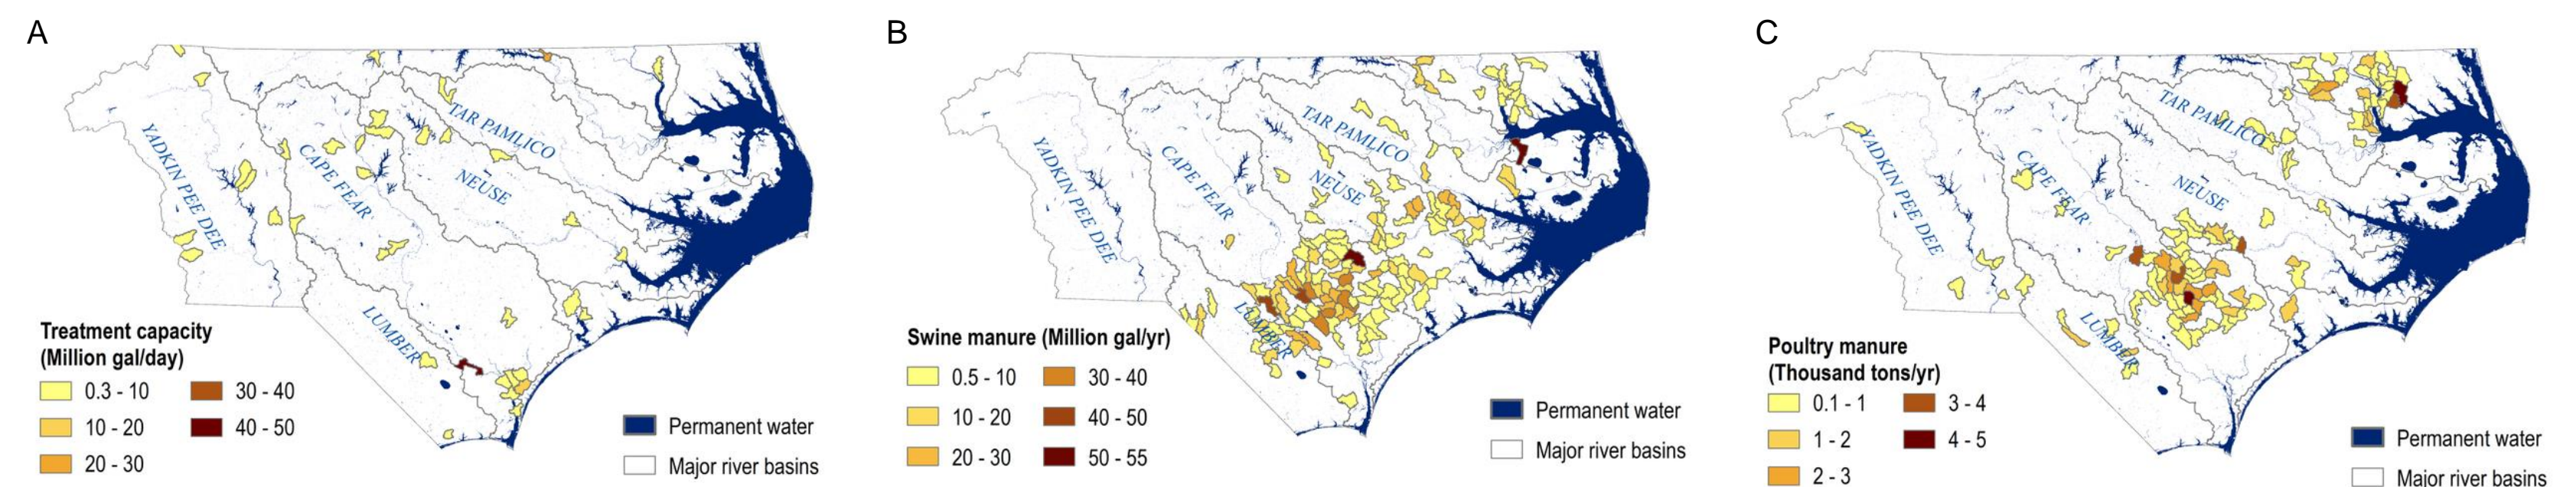 A
YADKIN PEE DEE
CAPE FEAR
TAR PAMLICO
NEUSE
LUMBER
Treatment capacity
(Million gal/day)
0.3 - 10
10 - 20
20 - 30
30 - 40
40 - 50
Permanent water
Major river basins
B
YADKIN PEE DEE
CAPE FEAR
TAR PAMLICO
NEUSE
LUMBER
Swine manure (Million gal/yr)
0.5 - 10
10 - 20
20 - 30
30 - 40
40 - 50
50 - 55
Permanent water
Major river basins
C
YADKIN PEE DEE
CAPE FEAR
TAR PAMLICO
NEUSE
LUMBER
Poultry manure
(Thousand tons/yr)
0.1 - 1
1 - 2
2 - 3
3 - 4
4 - 5
Permanent water
Major river basins